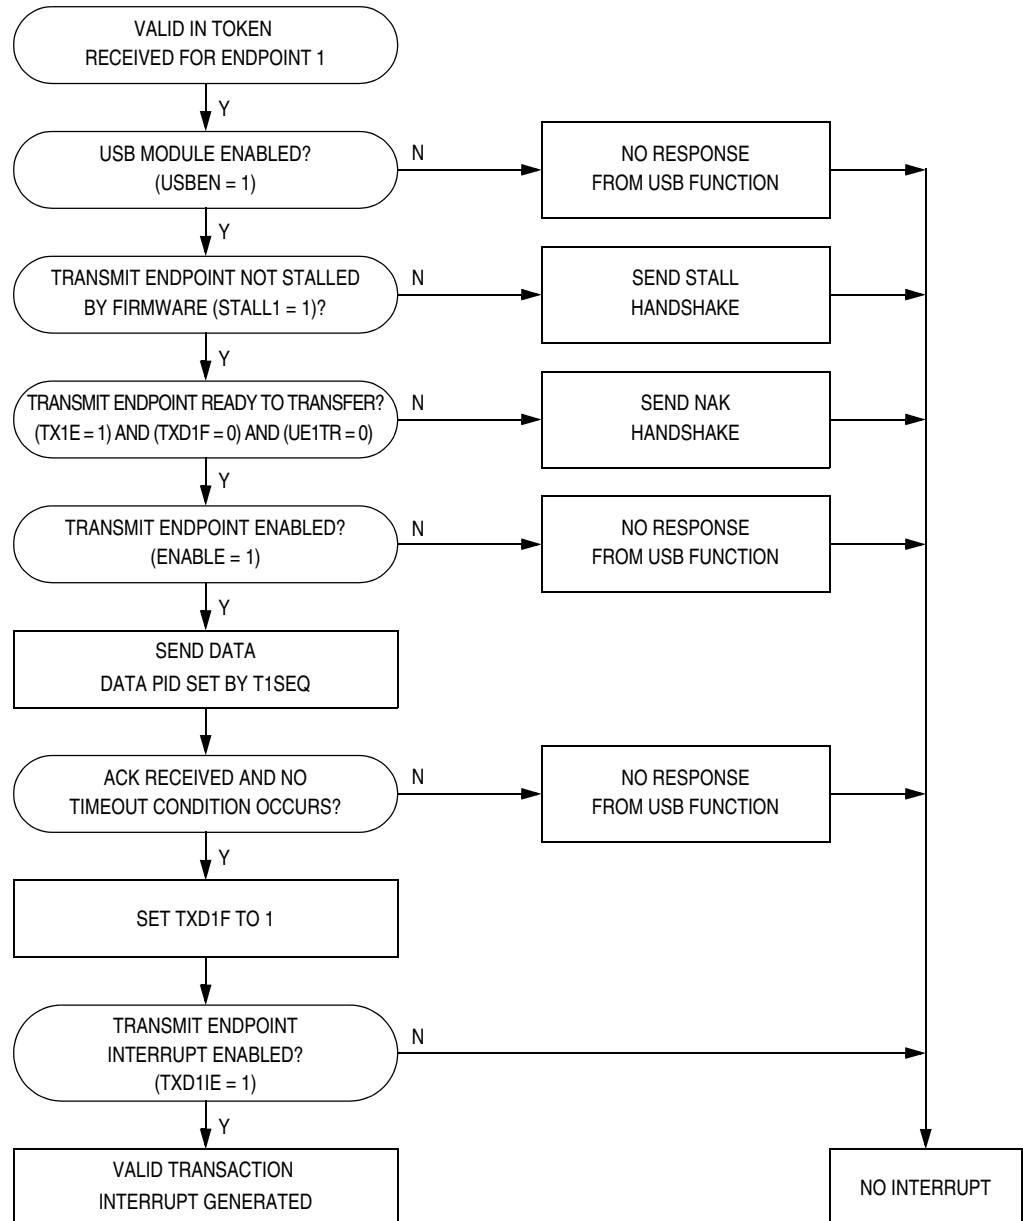 VALID IN TOKEN
RECEIVED FOR ENDPOINT 1
Y
USB MODULE ENABLED?
(USBEN = 1)
N
NO RESPONSE
FROM USB FUNCTION
Y
TRANSMIT ENDPOINT NOT STALLED
BY FIRMWARE (STALL1 = 1)?
N
SEND STALL
HANDSHAKE
Y
TRANSMIT ENDPOINT READY TO TRANSFER?
(TX1E = 1) AND (TXD1F = 0) AND (UE1TR = 0)
N
SEND NAK
HANDSHAKE
Y
TRANSMIT ENDPOINT ENABLED?
(ENABLE = 1)
N
NO RESPONSE
FROM USB FUNCTION
Y
SEND DATA
DATA PID SET BY T1SEQ
ACK RECEIVED AND NO
TIMEOUT CONDITION OCCURS?
N
NO RESPONSE
FROM USB FUNCTION
Y
SET TXD1F TO 1
TRANSMIT ENDPOINT
INTERRUPT ENABLED?
(TXD1IE = 1)
N
Y
VALID TRANSACTION
INTERRUPT GENERATED
NO INTERRUPT